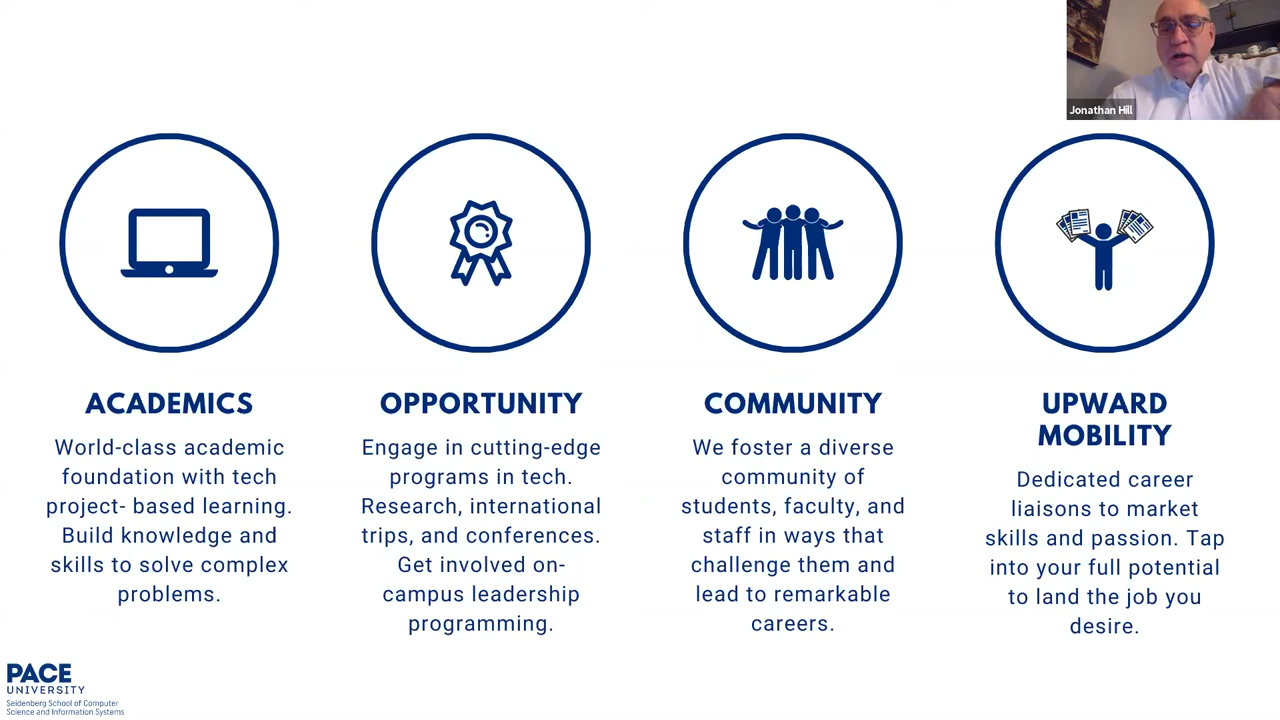 Jonathan Hill
ACADEMICS
World-class academic
foundation with tech
project- based learning.
Build knowledge and
skills to solve complex
problems.
OPPORTUNITY
Engage in cutting-edge
programs in tech.
Research, international
trips, and conferences.
Get involved on-
campus leadership
programming.
COMMUNITY
We foster a diverse
community of
students, faculty, and
staff in ways that
challenge them and
lead to remarkable
careers.
UPWARD
MOBILITY
Dedicated career
liaisons to market
skills and passion. Tap
into your full potential
to land the job you
desire.
PACE
UNIVERSITY
Seidenberg School of Computer
Science and Information Systems